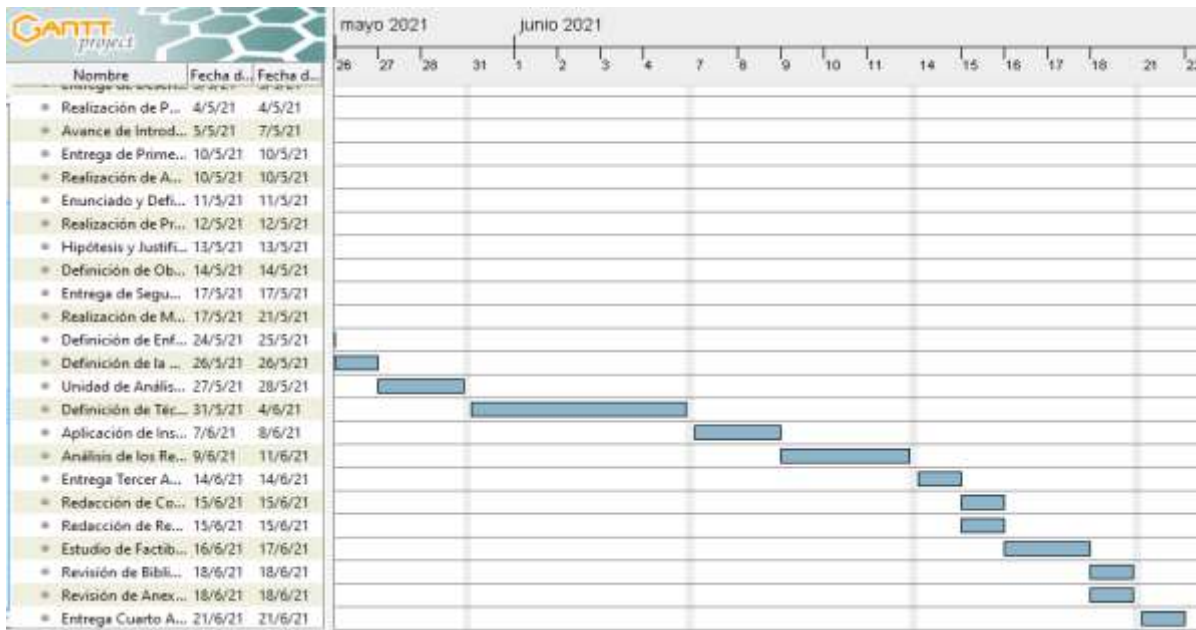 GANTT project
mayo 2021 junio 2021
26 27 28 31 1 2 3 4 7 8 9 10 11 14 15 16 17 18 21
Nombre Fecha d... Fecha d...
Realización de P... 4/5/21 4/5/21
Avance de Introd... 5/5/21 7/5/21
Entrega de Prime... 10/5/21 10/5/21
Realización de A... 10/5/21 10/5/21
Enunciado y Defi... 11/5/21 11/5/21
Realización de Pr... 12/5/21 12/5/21
Hipótesis y Justifi... 13/5/21 13/5/21
Definición de Ob... 14/5/21 14/5/21
Entrega de Segu... 17/5/21 17/5/21
Realización de M... 17/5/21 21/5/21
Definición de Enf... 24/5/21 25/5/21
Definición de la ... 26/5/21 26/5/21
Unidad de Anális... 27/5/21 28/5/21
Definición de Téc... 31/5/21 4/6/21
Aplicación de Ins... 7/6/21 8/6/21
Análisis de los Re... 9/6/21 11/6/21
Entrega Tercer A... 14/6/21 14/6/21
Redacción de Co... 15/6/21 15/6/21
Redacción de Re... 15/6/21 15/6/21
Estudio de Factib... 16/6/21 17/6/21
Revisión de Bibli... 18/6/21 18/6/21
Revisión de Anex... 18/6/21 18/6/21
Entrega Cuarto A... 21/6/21 21/6/21